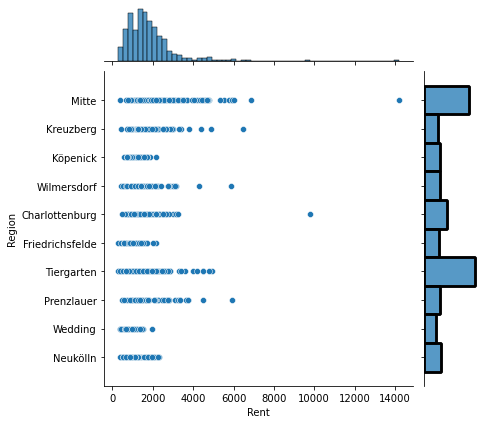 Mitte
Kreuzberg
Köpenick
Wilmersdorf
Charlottenburg
Friedrichsfelde
Tiergarten
Prenzlauer
Wedding
Neukölln
Region
0 2000 4000 6000 8000 10000 12000 14000
Rent